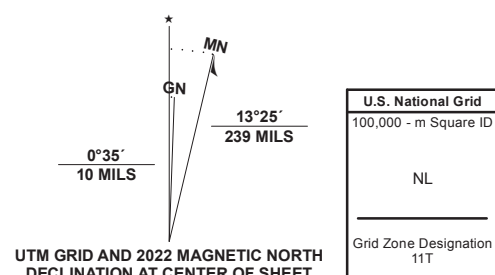 ★
MN
GN
13°25´
239 MILS
0°35´
10 MILS
UTM GRID AND 2022 MAGNETIC NORTH
DECLINATION AT CENTER OF SHEET
U.S. National Grid
100,000 - m Square ID
NL
Grid Zone Designation
11T